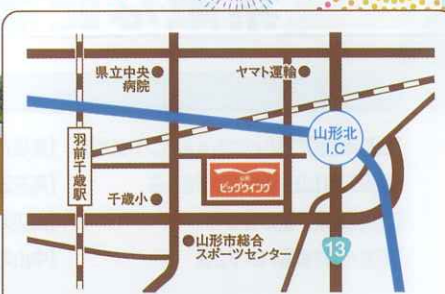 県立中央
病院
ヤマト運輸
山形北
I.C
羽前千歳駅
山形
ビッグウイング
千歳小
山形市総合
スポーツセンター
13